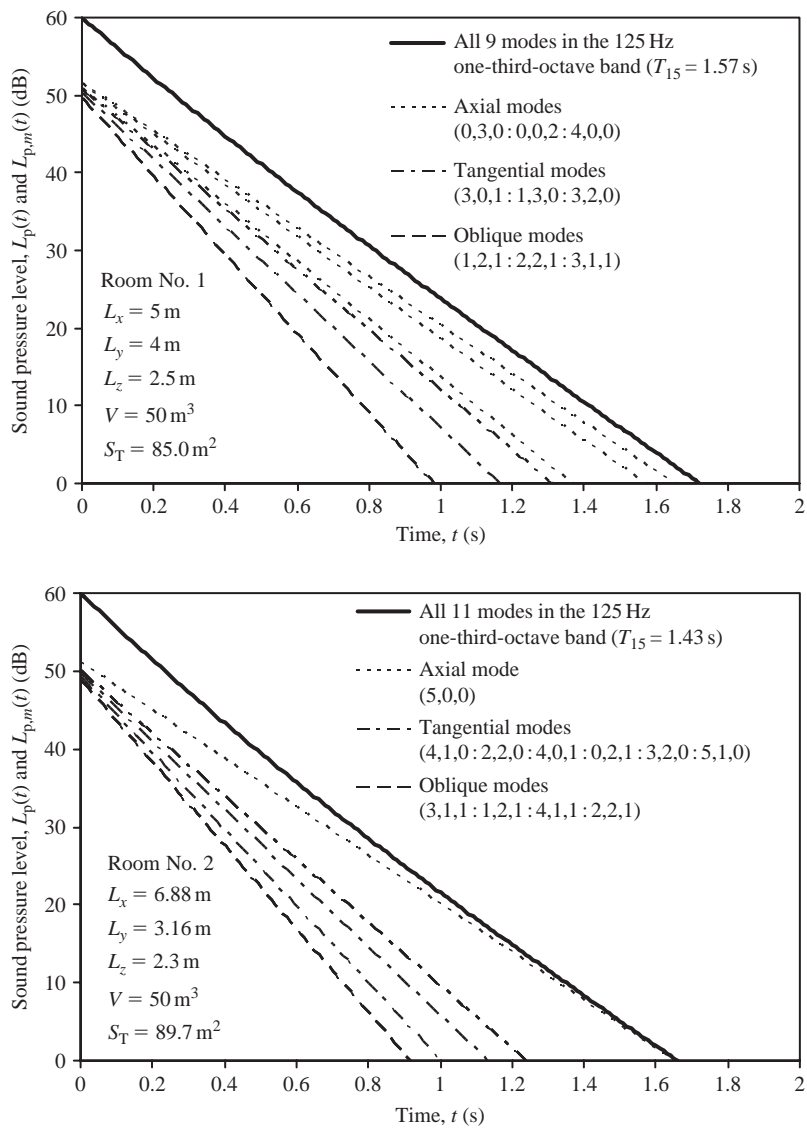 60
50
40
30
20
10
0
Sound pressure level, Lp(t) and Lp,m(t) (dB)
All 9 modes in the 125 Hz
one-third-octave band (T15 = 1.57 s)
Axial modes
(0,3,0 : 0,0,2 : 4,0,0)
Tangential modes
(3,0,1 : 1,3,0 : 3,2,0)
Oblique modes
(1,2,1 : 2,2,1 : 3,1,1)
Room No. 1
Lx = 5 m
Ly = 4 m
Lz = 2.5 m
V = 50 m³
ST = 85.0 m²
0 0.2 0.4 0.6 0.8 1 1.2 1.4 1.6 1.8 2
Time, t (s)
60
50
40
30
20
10
0
Sound pressure level, Lp(t) and Lp,m(t) (dB)
All 11 modes in the 125 Hz
one-third-octave band (T15 = 1.43 s)
Axial mode
(5,0,0)
Tangential modes
(4,1,0 : 2,2,0 : 4,0,1 : 0,2,1 : 3,2,0 : 5,1,0)
Oblique modes
(3,1,1 : 1,2,1 : 4,1,1 : 2,2,1)
Room No. 2
Lx = 6.88 m
Ly = 3.16 m
Lz = 2.3 m
V = 50 m³
ST = 89.7 m²
0 0.2 0.4 0.6 0.8 1 1.2 1.4 1.6 1.8 2
Time, t (s)